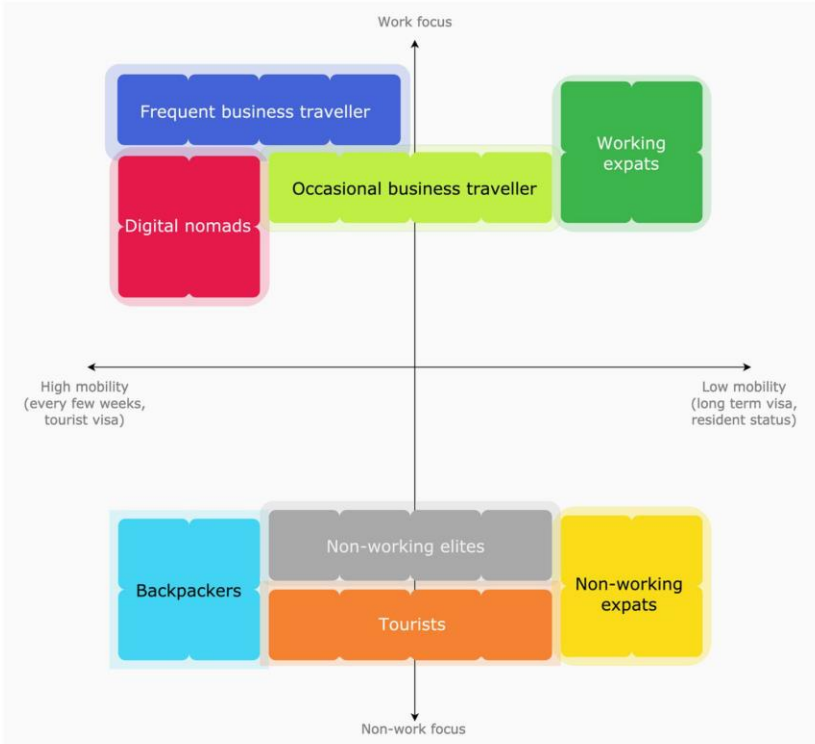 Work focus
Frequent business traveller
Working
expats
Occasional business traveller
Digital nomads
High mobility
(every few weeks,
tourist visa)
Low mobility
(long term visa,
resident status)
Non-working elites
Backpackers
Non-working
expats
Tourists
Non-work focus